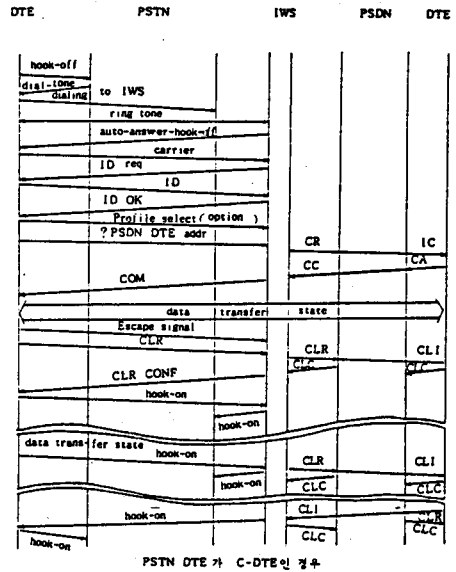 DTE PSTN IWS PSDN DTE
hook-off
dial-tone
dialing to IWS
ring tone
auto-answer-hook-off
carrier
ID req
ID
ID OK
Profile select(option)
?PSDN DTE addr
CR IC
CC CA
COM
data transfer state
Escape signal
CLR
CLR CLI
CLC CLC
CLR CONF
hook-on
hook-on
data transfer state
hook-on
CLR CLI
hook-on CLC CLC
hook-on CLI CLR
CLC CLC
hook-on
PSTN DTE가 C-DTE인 경우